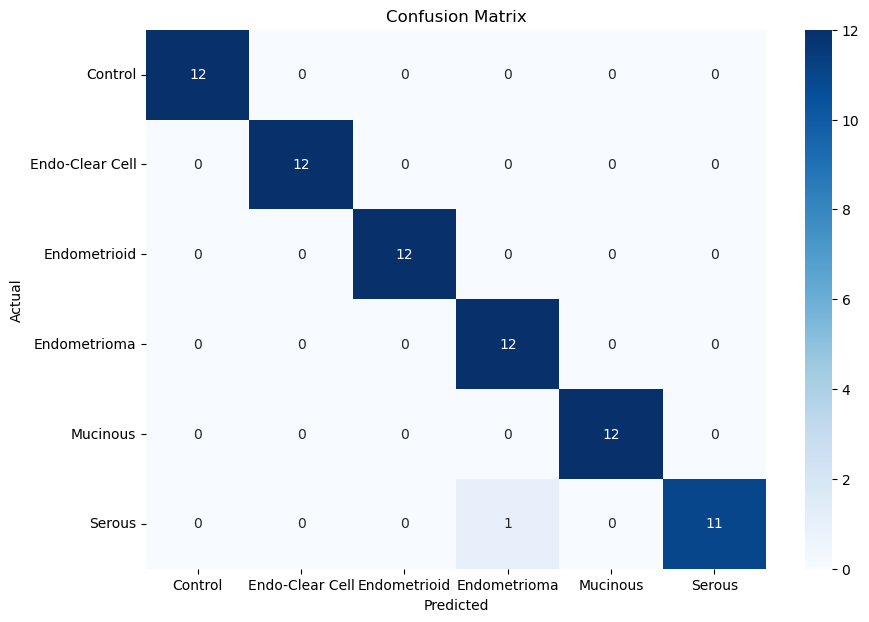 Confusion Matrix
Control 12 0 0 0 0 0
Endo-Clear Cell 0 12 0 0 0 0
Endometrioid 0 0 12 0 0 0
Endometrioma 0 0 0 12 0 0
Mucinous 0 0 0 0 12 0
Serous 0 0 0 1 0 11
Control Endo-Clear Cell Endometrioid Endometrioma Mucinous Serous
Predicted
Actual
12
10
8
6
4
2
0